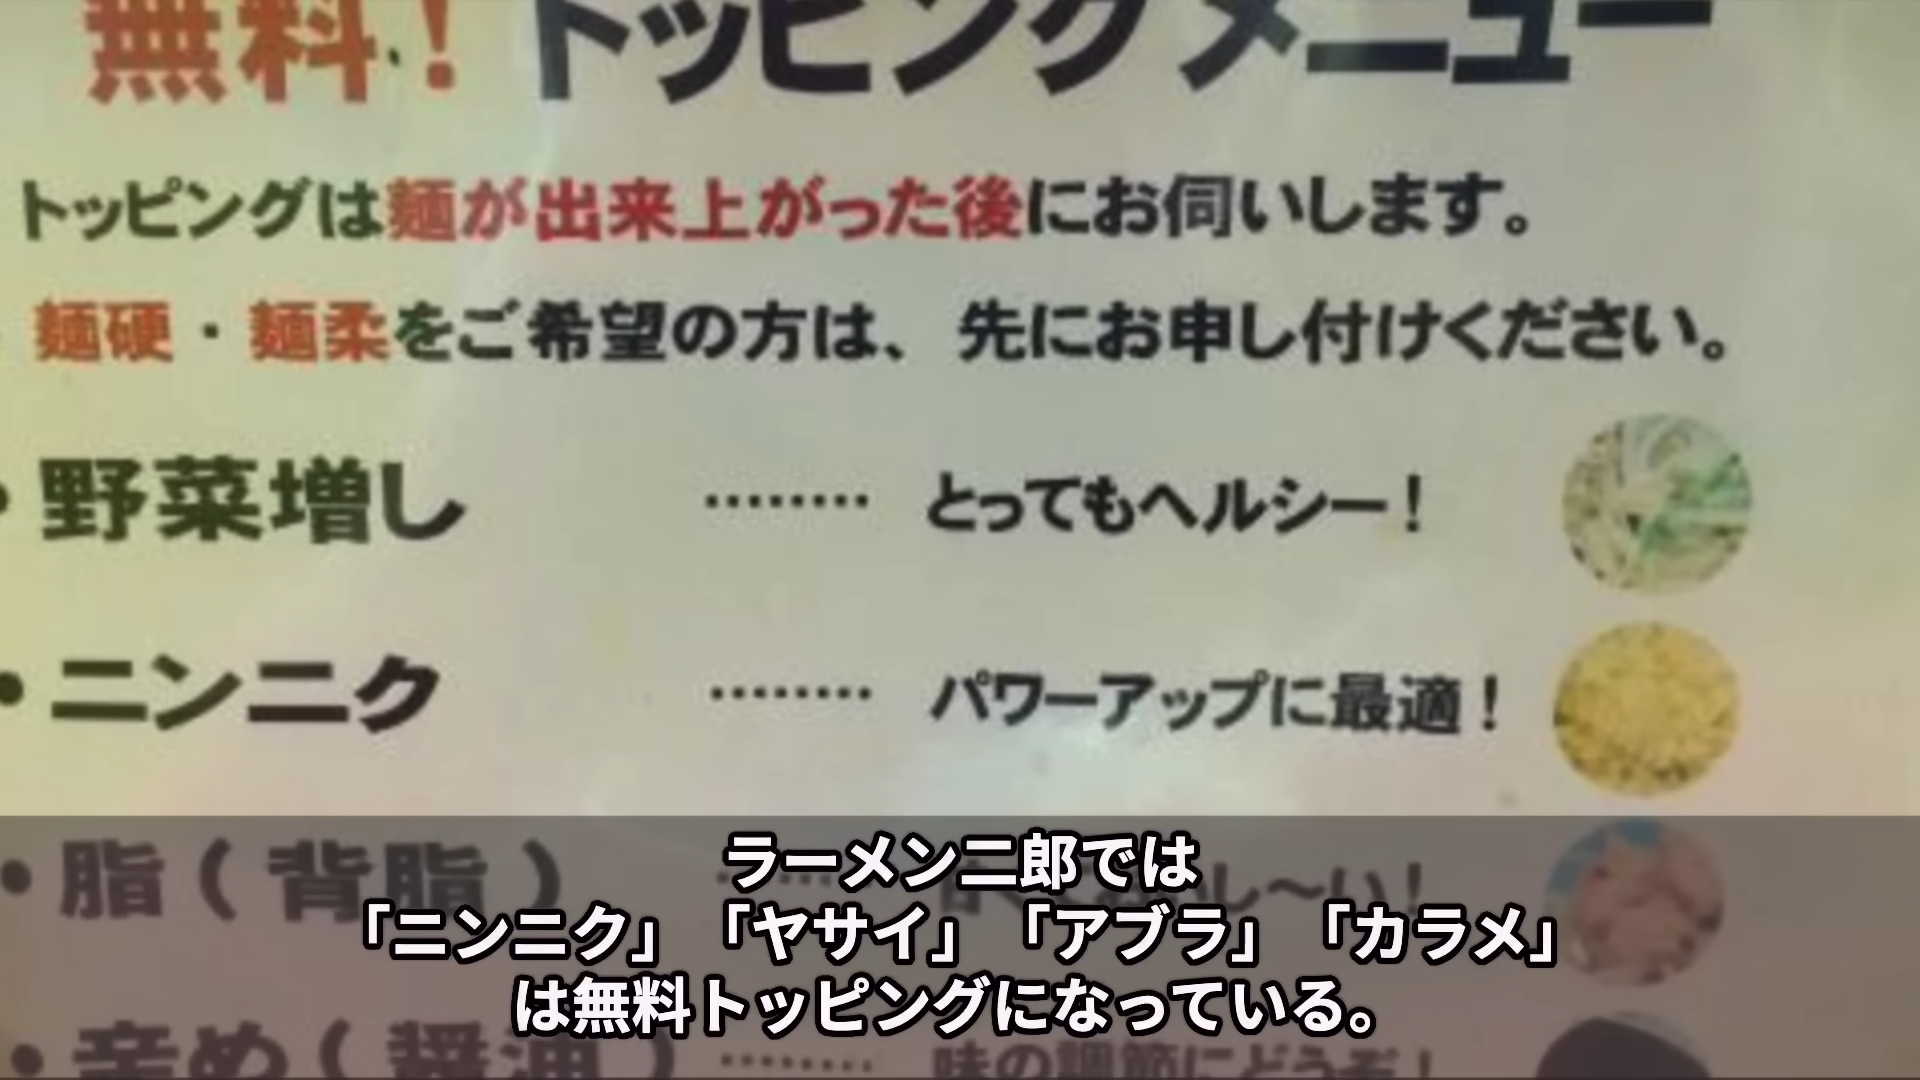 無料！トッピングメニュー
トッピングは麺が出来上がった後にお伺いします。
麺硬・麺柔をご希望の方は、先にお申し付けください。
・野菜増し ‥‥‥‥ とってもヘルシー！
・ニンニク ‥‥‥‥ パワーアップに最適！
・脂（背脂）
・辛め（醤油） ‥‥‥‥ 味の調節にどうぞ！
ラーメン二郎では
「ニンニク」「ヤサイ」「アブラ」「カラメ」
は無料トッピングになっている。